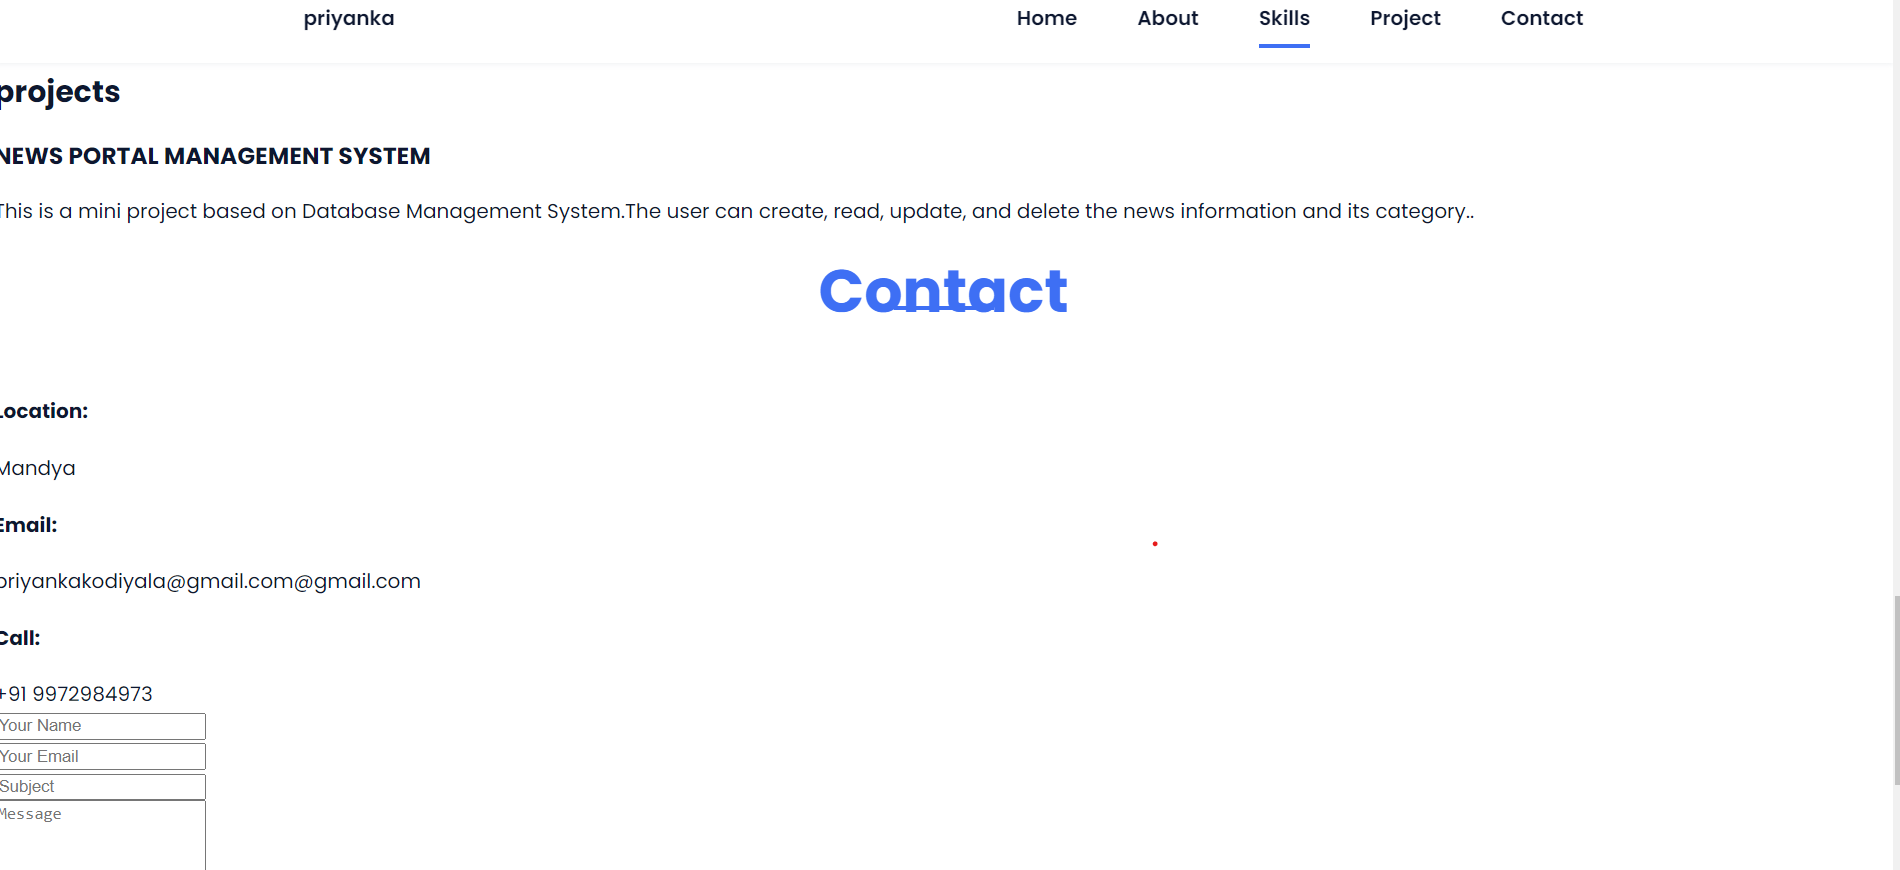 priyanka Home About Skills Project Contact
projects
NEWS PORTAL MANAGEMENT SYSTEM
This is a mini project based on Database Management System.The user can create, read, update, and delete the news information and its category..
Contact
Location:
Mandya
Email:
priyankakodiyala@gmail.com@gmail.com
Call:
+91 9972984973
Your Name
Your Email
Subject
Message